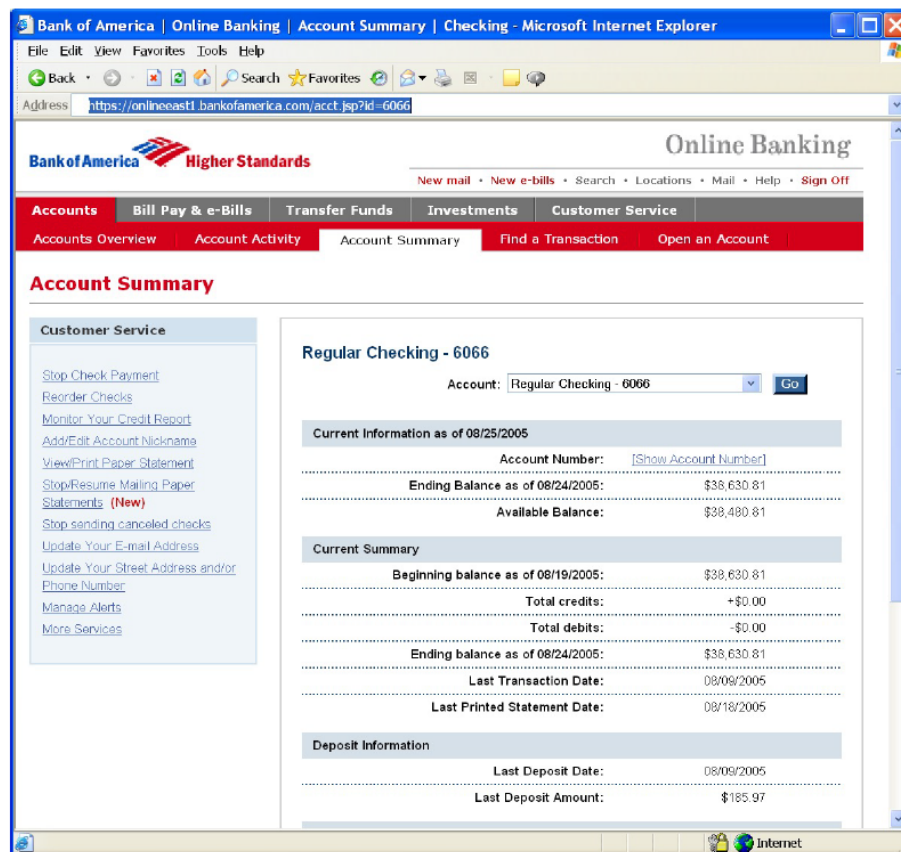 Bank of America | Online Banking | Account Summary | Checking - Microsoft Internet Explorer
File Edit View Favorites Tools Help
Back Search Favorites
Address https://onlineeast1.bankofamerica.com/acct.jsp?id=6066
Bank of America Higher Standards
Online Banking
New mail · New e-bills · Search · Locations · Mail · Help · Sign Off
Accounts Bill Pay & e-Bills Transfer Funds Investments Customer Service
Accounts Overview Account Activity Account Summary Find a Transaction Open an Account
Account Summary
Customer Service
Stop Check Payment
Reorder Checks
Monitor Your Credit Report
Add/Edit Account Nickname
View/Print Paper Statement
Stop/Resume Mailing Paper
Statements (New)
Stop sending canceled checks
Update Your E-mail Address
Update Your Street Address and/or
Phone Number
Manage Alerts
More Services
Regular Checking - 6066
Account: Regular Checking - 6066 Go
Current Information as of 08/25/2005
Account Number: [Show Account Number]
Ending Balance as of 08/24/2005: $38,630.81
Available Balance: $38,480.81
Current Summary
Beginning balance as of 08/19/2005: $38,630.81
Total credits: +$0.00
Total debits: -$0.00
Ending balance as of 08/24/2005: $38,630.81
Last Transaction Date: 08/09/2005
Last Printed Statement Date: 08/18/2005
Deposit Information
Last Deposit Date: 08/09/2005
Last Deposit Amount: $185.97
Internet